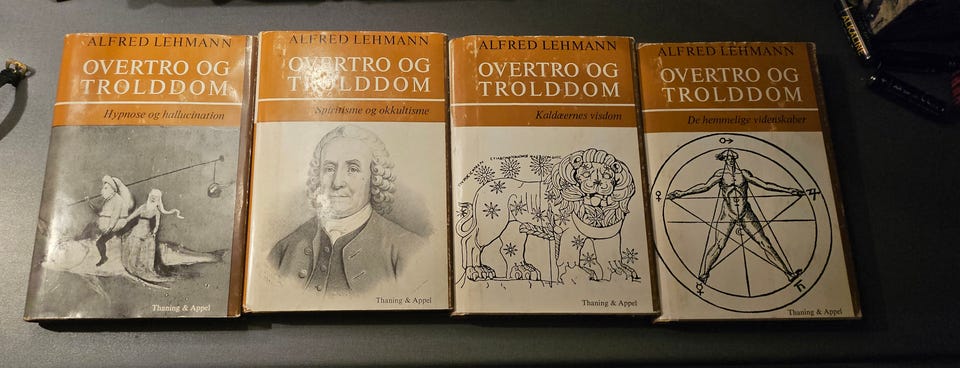 ALFRED LEHMANN
OVERTRO OG
TROLDDOM
Hypnose og hallucination
Thaning & Appel
ALFRED LEHMANN
OVERTRO OG
TROLDDOM
Spiritisme og okkultisme
Thaning & Appel
ALFRED LEHMANN
OVERTRO OG
TROLDDOM
Kaldæernes visdom
Thaning & Appel
ALFRED LEHMANN
OVERTRO OG
TROLDDOM
De hemmelige videnskaber
Thaning & Appel
ALKALINE